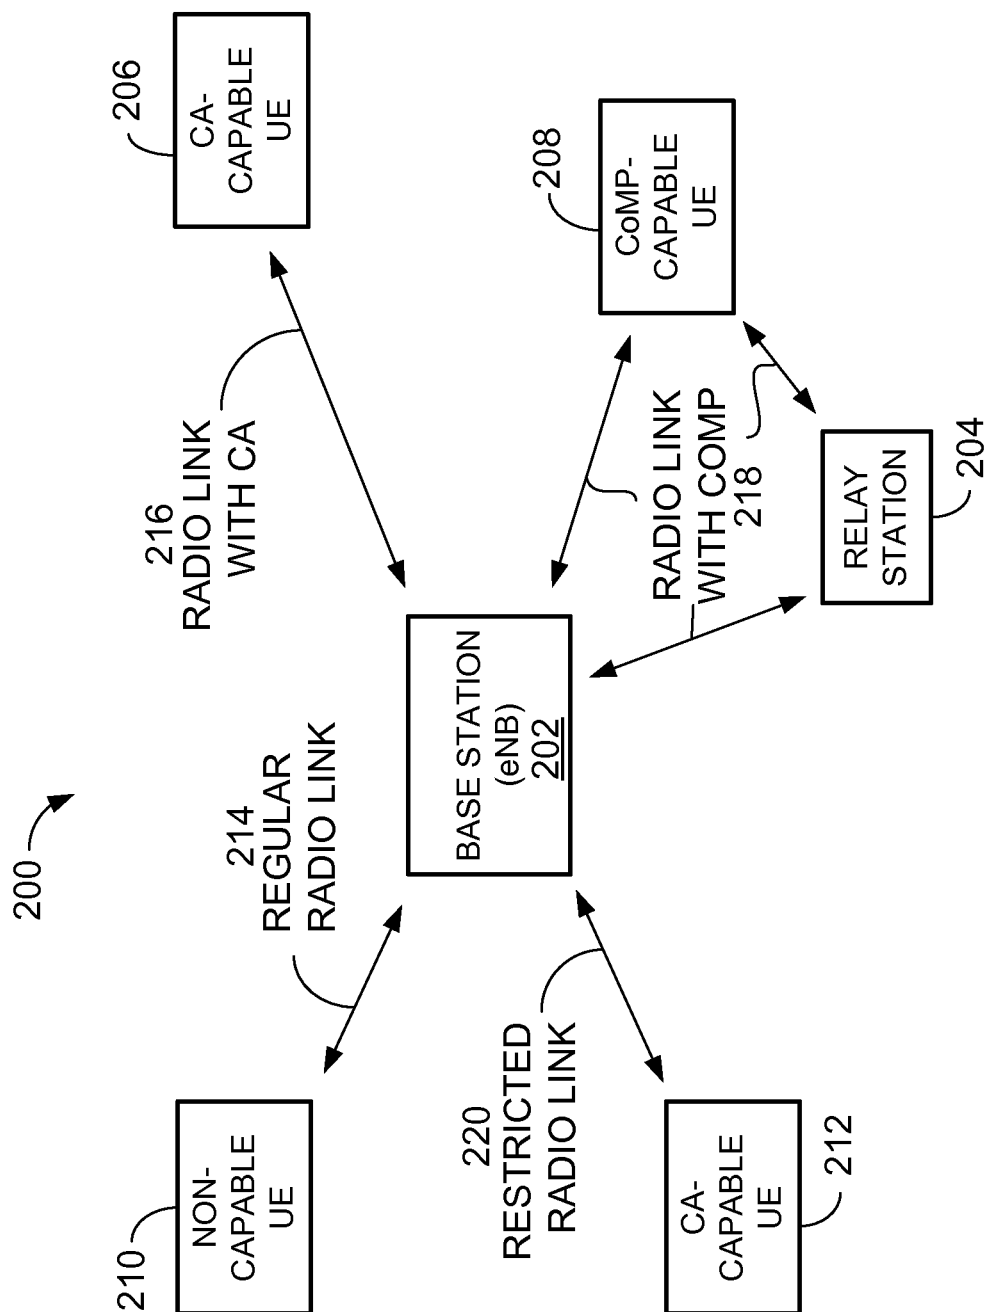 200
210
NON-
CAPABLE
UE
214
REGULAR
RADIO LINK
216
RADIO LINK
WITH CA
206
CA-
CAPABLE
UE
BASE STATION
(eNB)
202
220
RESTRICTED
RADIO LINK
CA-
CAPABLE
UE
212
RADIO LINK
WITH COMP
218
208
CoMP-
CAPABLE
UE
RELAY
STATION
204